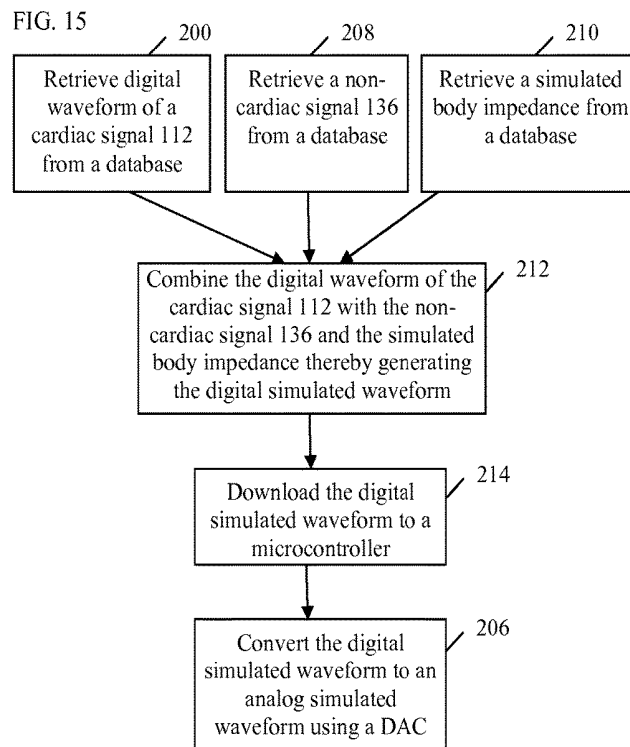 FIG. 15
200
208
210
Retrieve digital
waveform of a
cardiac signal 112
from a database
Retrieve a non-
cardiac signal 136
from a database
Retrieve a simulated
body impedance from
a database
212
Combine the digital waveform of the
cardiac signal 112 with the non-
cardiac signal 136 and the simulated
body impedance thereby generating
the digital simulated waveform
214
Download the digital
simulated waveform to a
microcontroller
206
Convert the digital
simulated waveform to an
analog simulated
waveform using a DAC